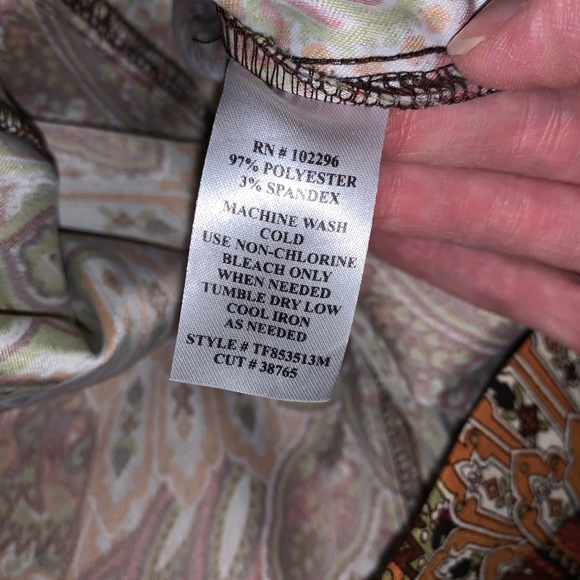 RN # 102296
97% POLYESTER
3% SPANDEX
MACHINE WASH
COLD
USE NON-CHLORINE
BLEACH ONLY
WHEN NEEDED
TUMBLE DRY LOW
COOL IRON
AS NEEDED
STYLE # TF853513M
CUT # 38765